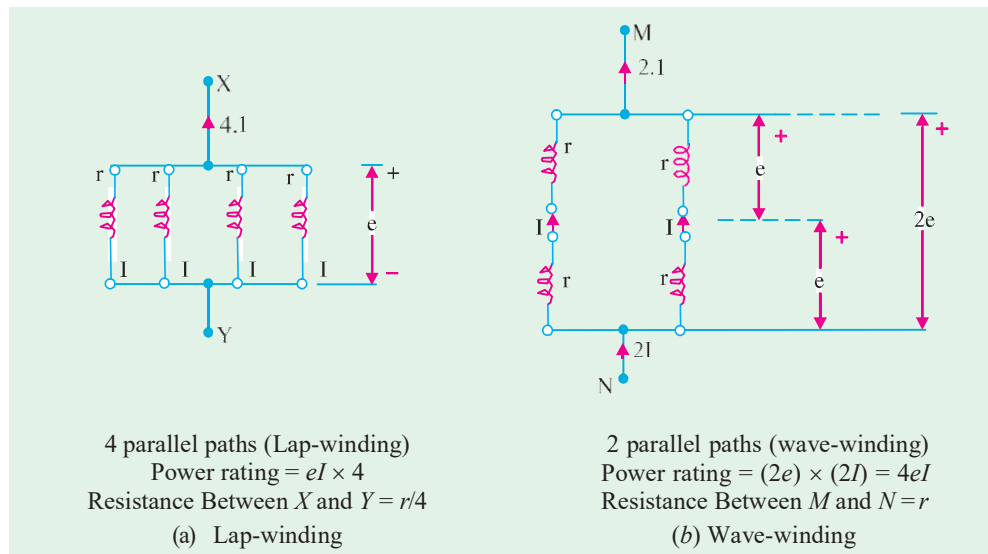 X
4.1
r r r r
+
e
I I I I
–
Y
4 parallel paths (Lap-winding)
Power rating = eI × 4
Resistance Between X and Y = r/4
(a) Lap-winding
M
2.1
r r
+ +
e
I I
2e
+
r r
e
2I
N
2 parallel paths (wave-winding)
Power rating = (2e) × (2I) = 4eI
Resistance Between M and N = r
(b) Wave-winding